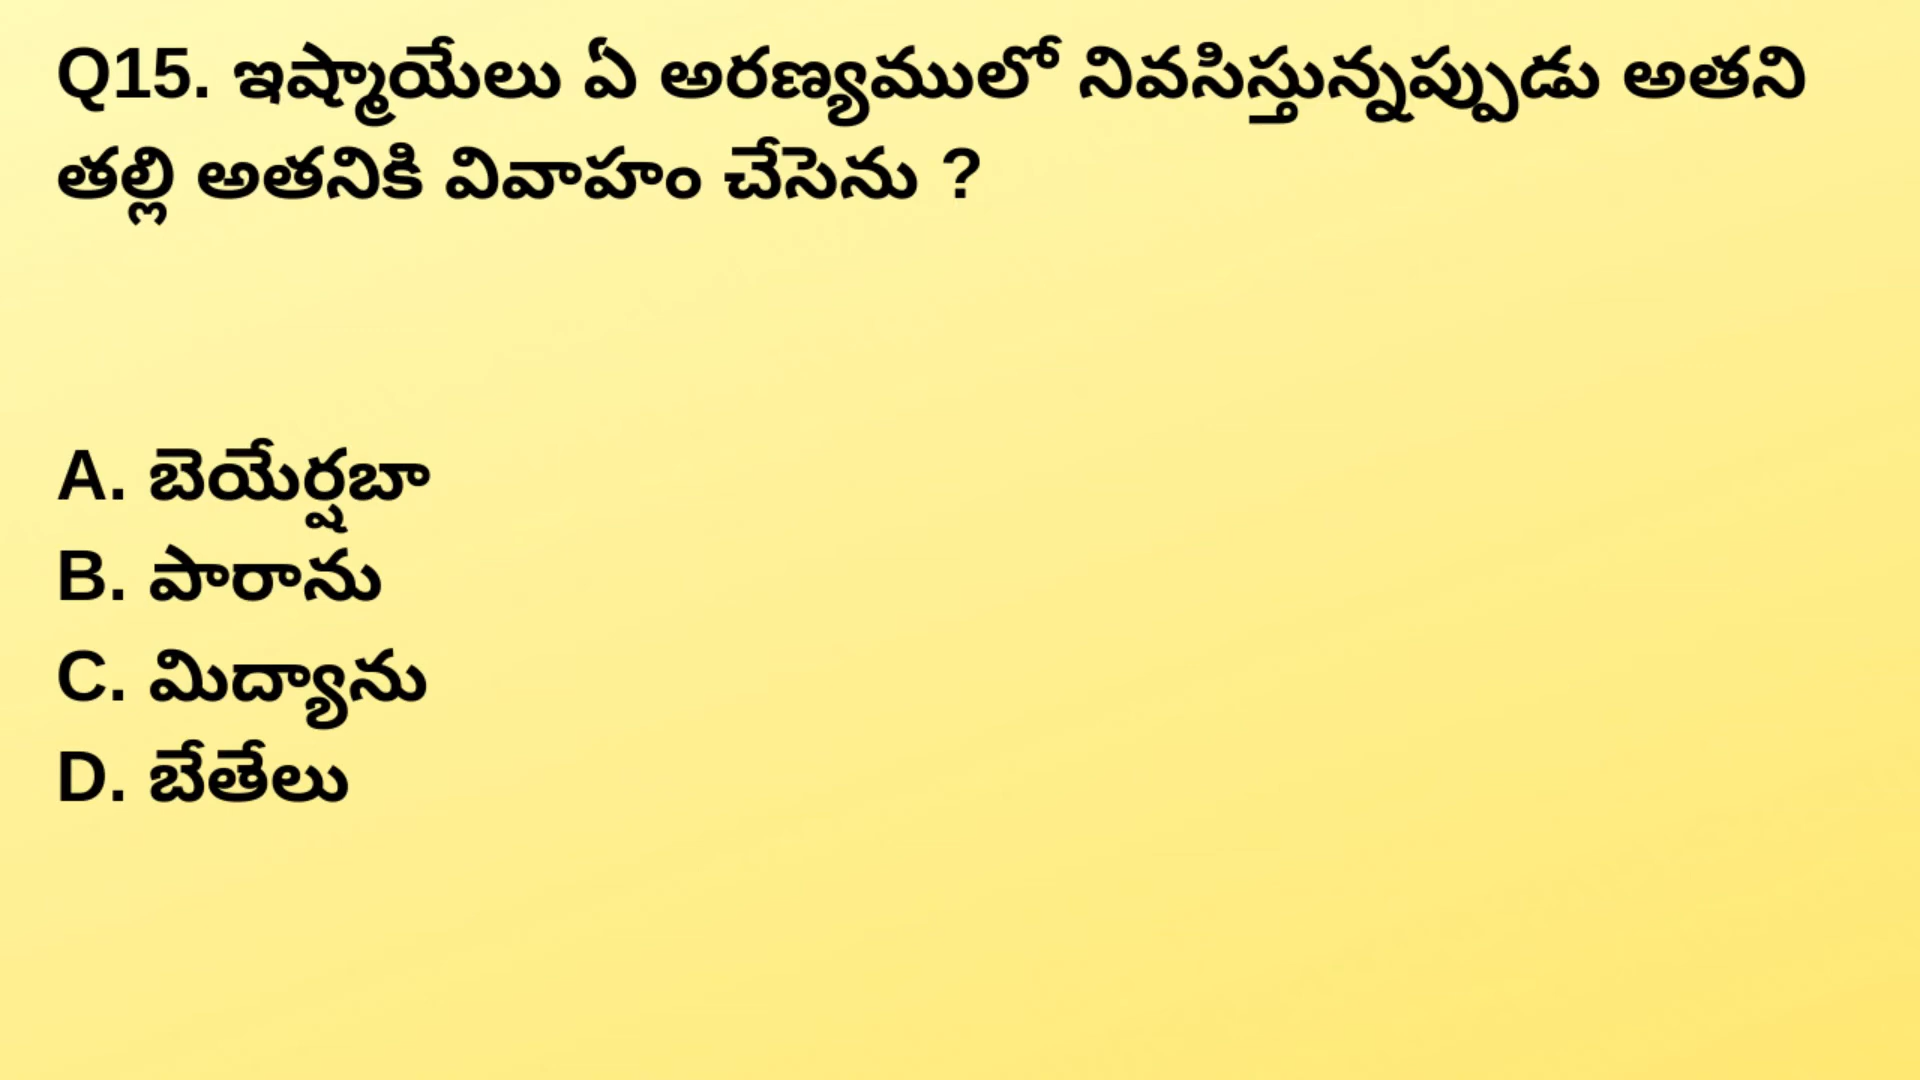 Q15. ఇష్మాయేలు ఏ అరణ్యములో నివసిస్తున్నప్పుడు అతని
తల్లి అతనికి వివాహం చేసెను ?
A. బెయేర్షబా
B. పారాను
C. మిద్యాను
D. బేతేలు